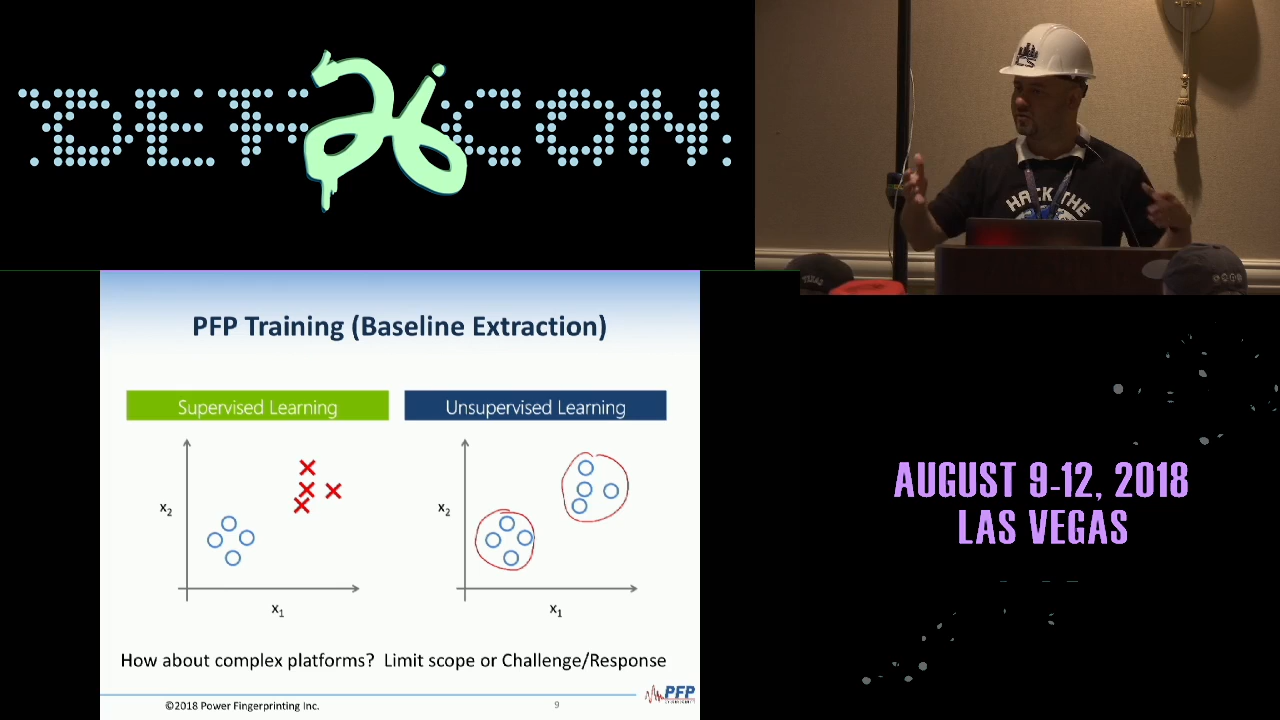 DEF 26 CON
HACK THE
PFP Training (Baseline Extraction)
Supervised Learning
Unsupervised Learning
x2
x1
x2
x1
How about complex platforms? Limit scope or Challenge/Response
©2018 Power Fingerprinting Inc.
9
PFP
AUGUST 9-12, 2018
LAS VEGAS